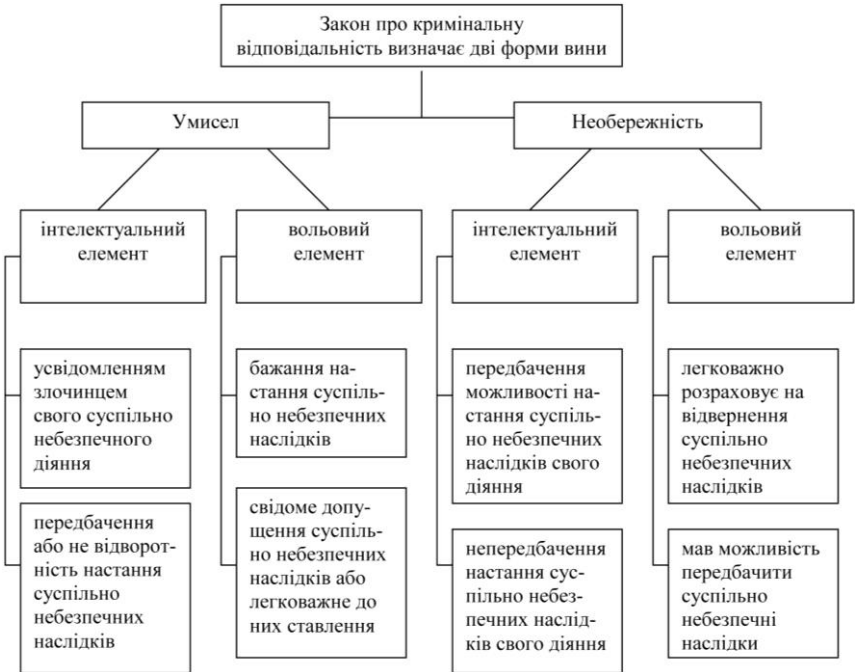 Закон про кримінальну
відповідальність визначає дві форми вини
Умисел
Необережність
інтелектуальний
елемент
вольовий
елемент
інтелектуальний
елемент
вольовий
елемент
усвідомленням
злочинцем
свого суспільно
небезпечного
діяння
бажання на-
стання суспіль-
но небезпечних
наслідків
передбачення
можливості на-
стання суспіль-
но небезпечних
наслідків свого
діяння
легковажно
розраховує на
відвернення
суспільно
небезпечних
наслідків
передбачення
або не відворот-
ність настання
суспільно
небезпечних
наслідків
свідоме допу-
щення суспіль-
но небезпечних
наслідків або
легковажне до
них ставлення
непередбачення
настання сус-
пільно небез-
печних наслід-
ків свого діяння
мав можливість
передбачити
суспільно
небезпечні
наслідки